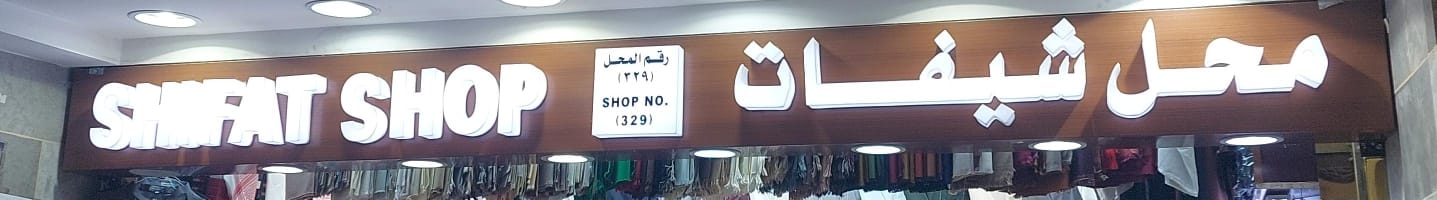 SHIFAT SHOP
رقم المحل
(٣٢٩)
SHOP NO.
(329)
محل شيفات